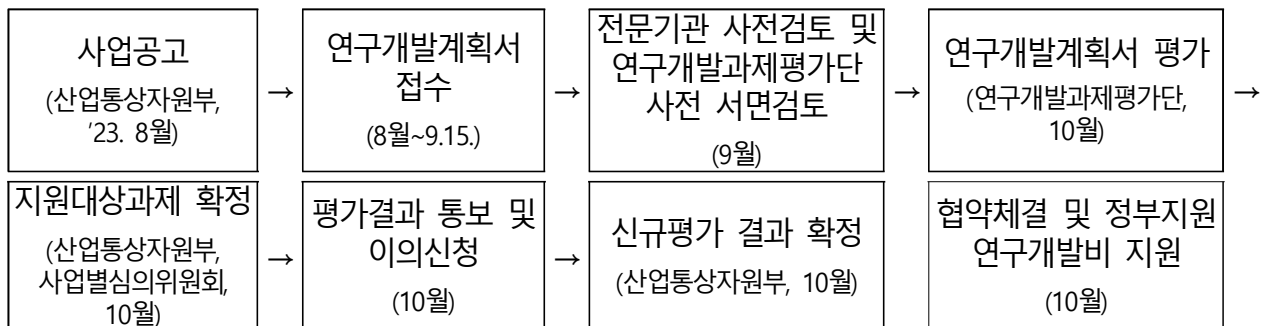 사업공고
(산업통상자원부,
'23. 8월)
→
연구개발계획서
접수
(8월~9.15.)
→
전문기관 사전검토 및
연구개발과제평가단
사전 서면검토
(9월)
→
연구개발계획서 평가
(연구개발과제평가단,
10월)
→
지원대상과제 확정
(산업통상자원부,
사업별심의위원회,
10월)
→
평가결과 통보 및
이의신청
(10월)
→
신규평가 결과 확정
(산업통상자원부, 10월)
협약체결 및 정부지원
연구개발비 지원
(10월)